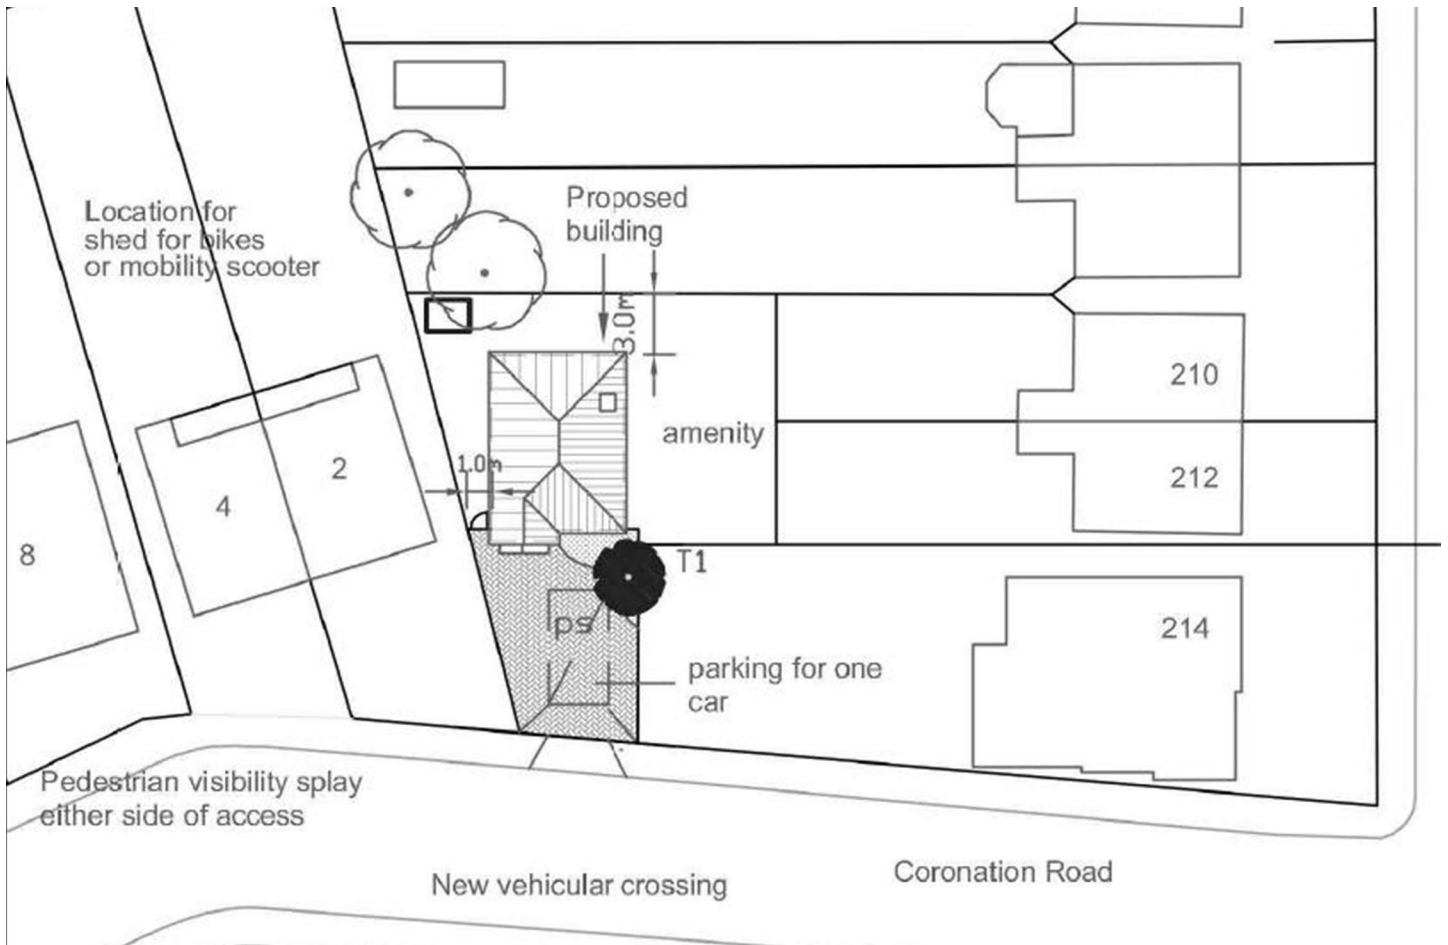 Proposed
building
Location for
shed for bikes
or mobility scooter
3.0m
210
amenity
1.0m
2
212
4
8
T1
ps
214
parking for one
car
Pedestrian visibility splay
either side of access
Coronation Road
New vehicular crossing